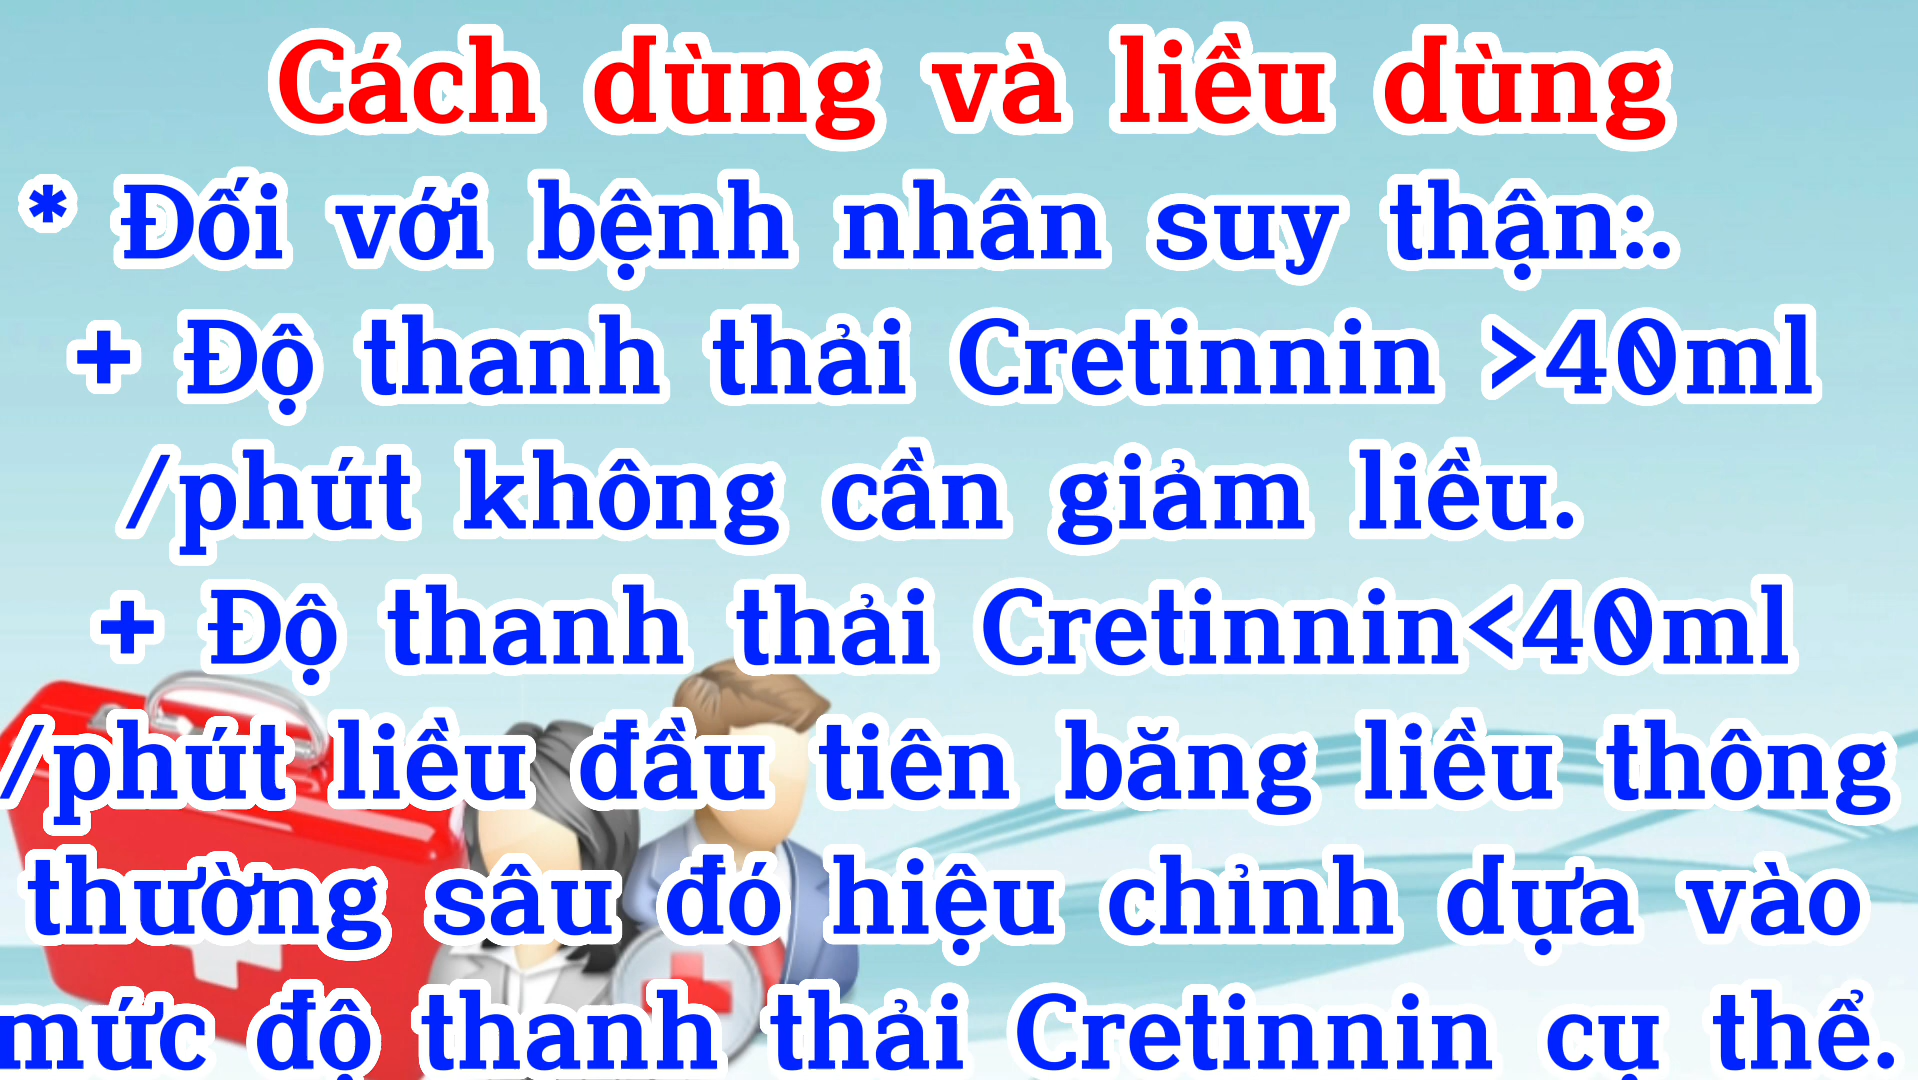 Cách dùng và liều dùng
* Đối với bệnh nhân suy thận:.
+ Độ thanh thải Cretinnin >40ml
/phút không cần giảm liều.
+ Độ thanh thải Cretinnin<40ml
/phút liều đầu tiên băng liều thông
thường sâu đó hiệu chỉnh dựa vào
mức độ thanh thải Cretinnin cụ thể.